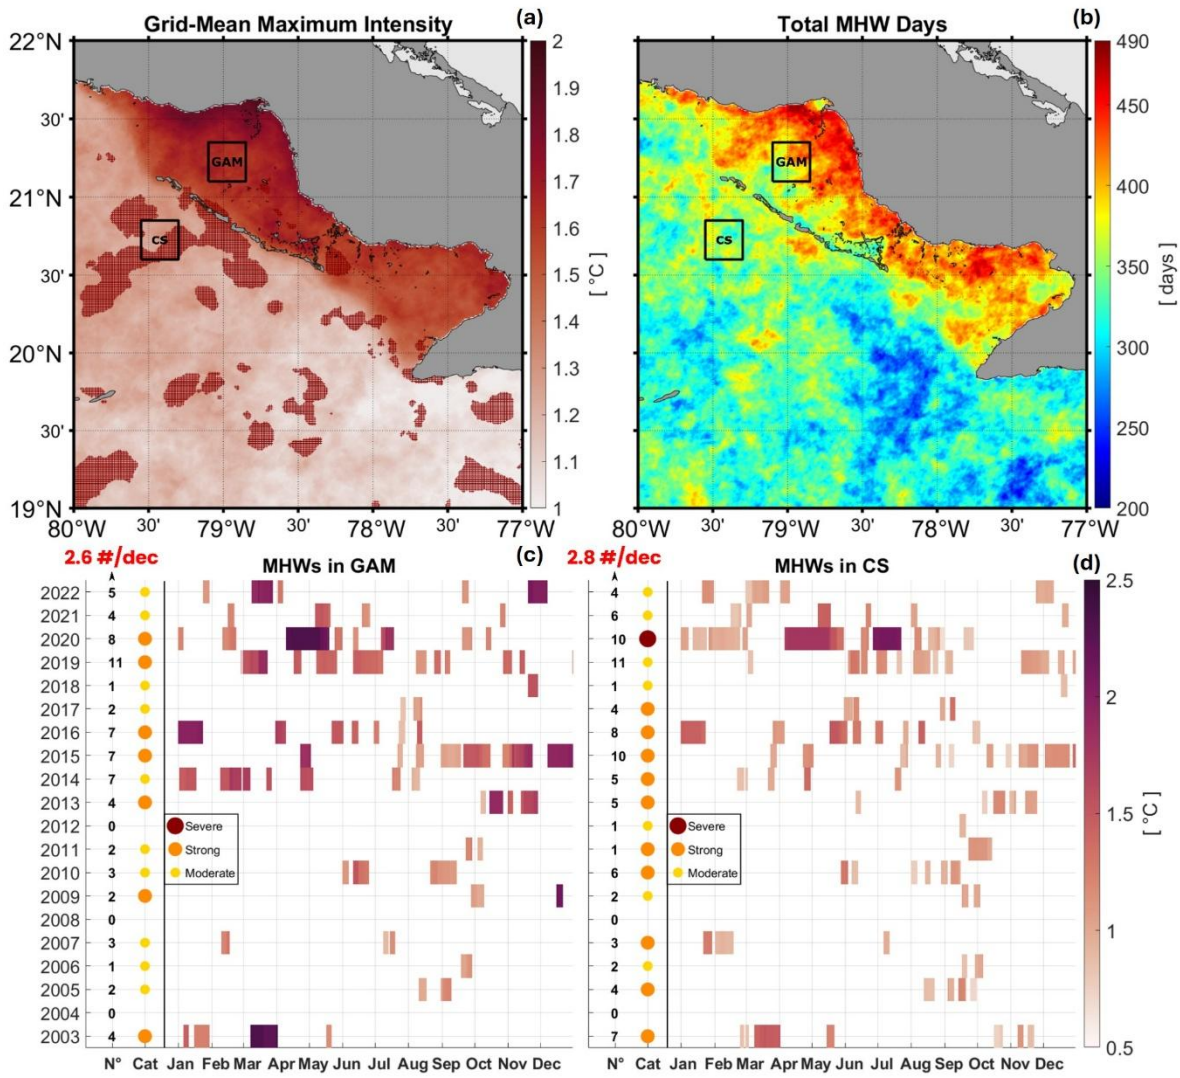 Grid-Mean Maximum Intensity (a)
22°N
30'
21°N
30'
20°N
30'
19°N
80°W 30' 79°W 30' 78°W 30' 77°W
GAM
CS
2
1.9
1.8
1.7
1.6
1.5
1.4
1.3
1.2
1.1
1
[ °C ]
Total MHW Days (b)
80°W 30' 79°W 30' 78°W 30' 77°W
GAM
CS
490
450
400
350
300
250
200
[ days ]
2.6 #/dec
MHWs in GAM (c)
2022 5
2021 4
2020 8
2019 11
2018 1
2017 2
2016 7
2015 7
2014 7
2013 4
2012 0
2011 2
2010 3
2009 2
2008 0
2007 3
2006 1
2005 2
2004 0
2003 4
Severe
Strong
Moderate
N° Cat Jan Feb Mar Apr May Jun Jul Aug Sep Oct Nov Dec
2.8 #/dec
MHWs in CS (d)
4
6
10
11
1
4
8
10
5
5
1
1
6
2
0
3
2
4
0
7
Severe
Strong
Moderate
N° Cat Jan Feb Mar Apr May Jun Jul Aug Sep Oct Nov Dec
2.5
2
1.5
1
0.5
[ °C ]